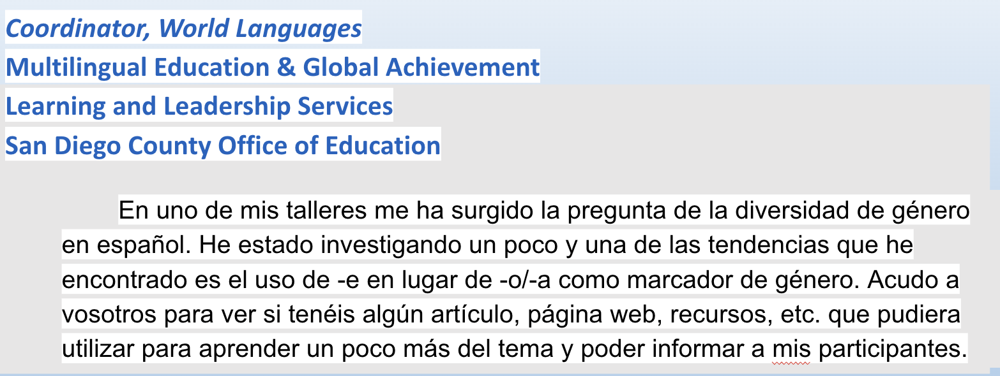 Coordinator, World Languages
Multilingual Education & Global Achievement
Learning and Leadership Services
San Diego County Office of Education
En uno de mis talleres me ha surgido la pregunta de la diversidad de género
en español. He estado investigando un poco y una de las tendencias que he
encontrado es el uso de -e en lugar de -o/-a como marcador de género. Acudo a
vosotros para ver si tenéis algún artículo, página web, recursos, etc. que pudiera
utilizar para aprender un poco más del tema y poder informar a mis participantes.